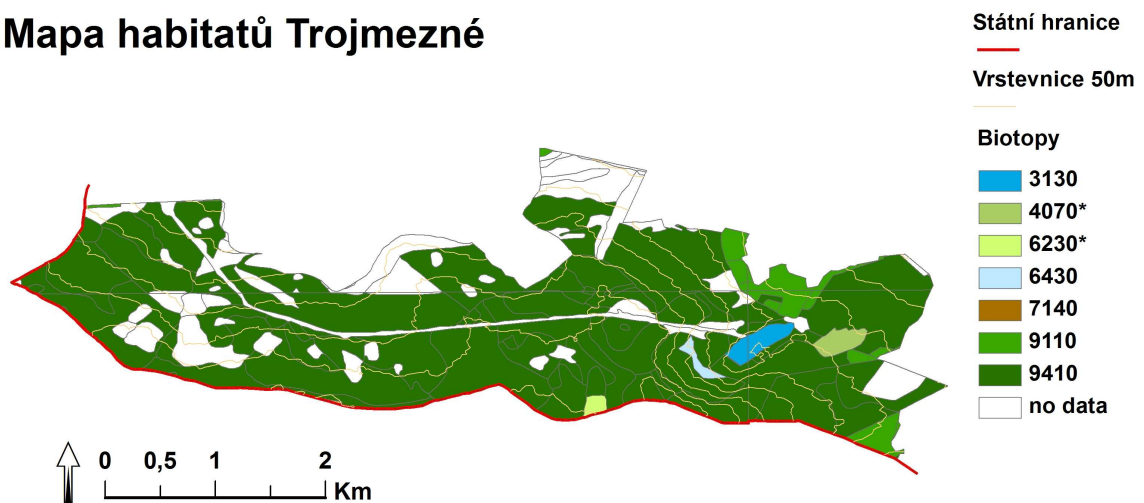 Mapa habitatů Trojmezné
Státní hranice
Vrstevnice 50m
Biotopy
3130
4070*
6230*
6430
7140
9110
9410
no data
0 0,5 1 2
Km